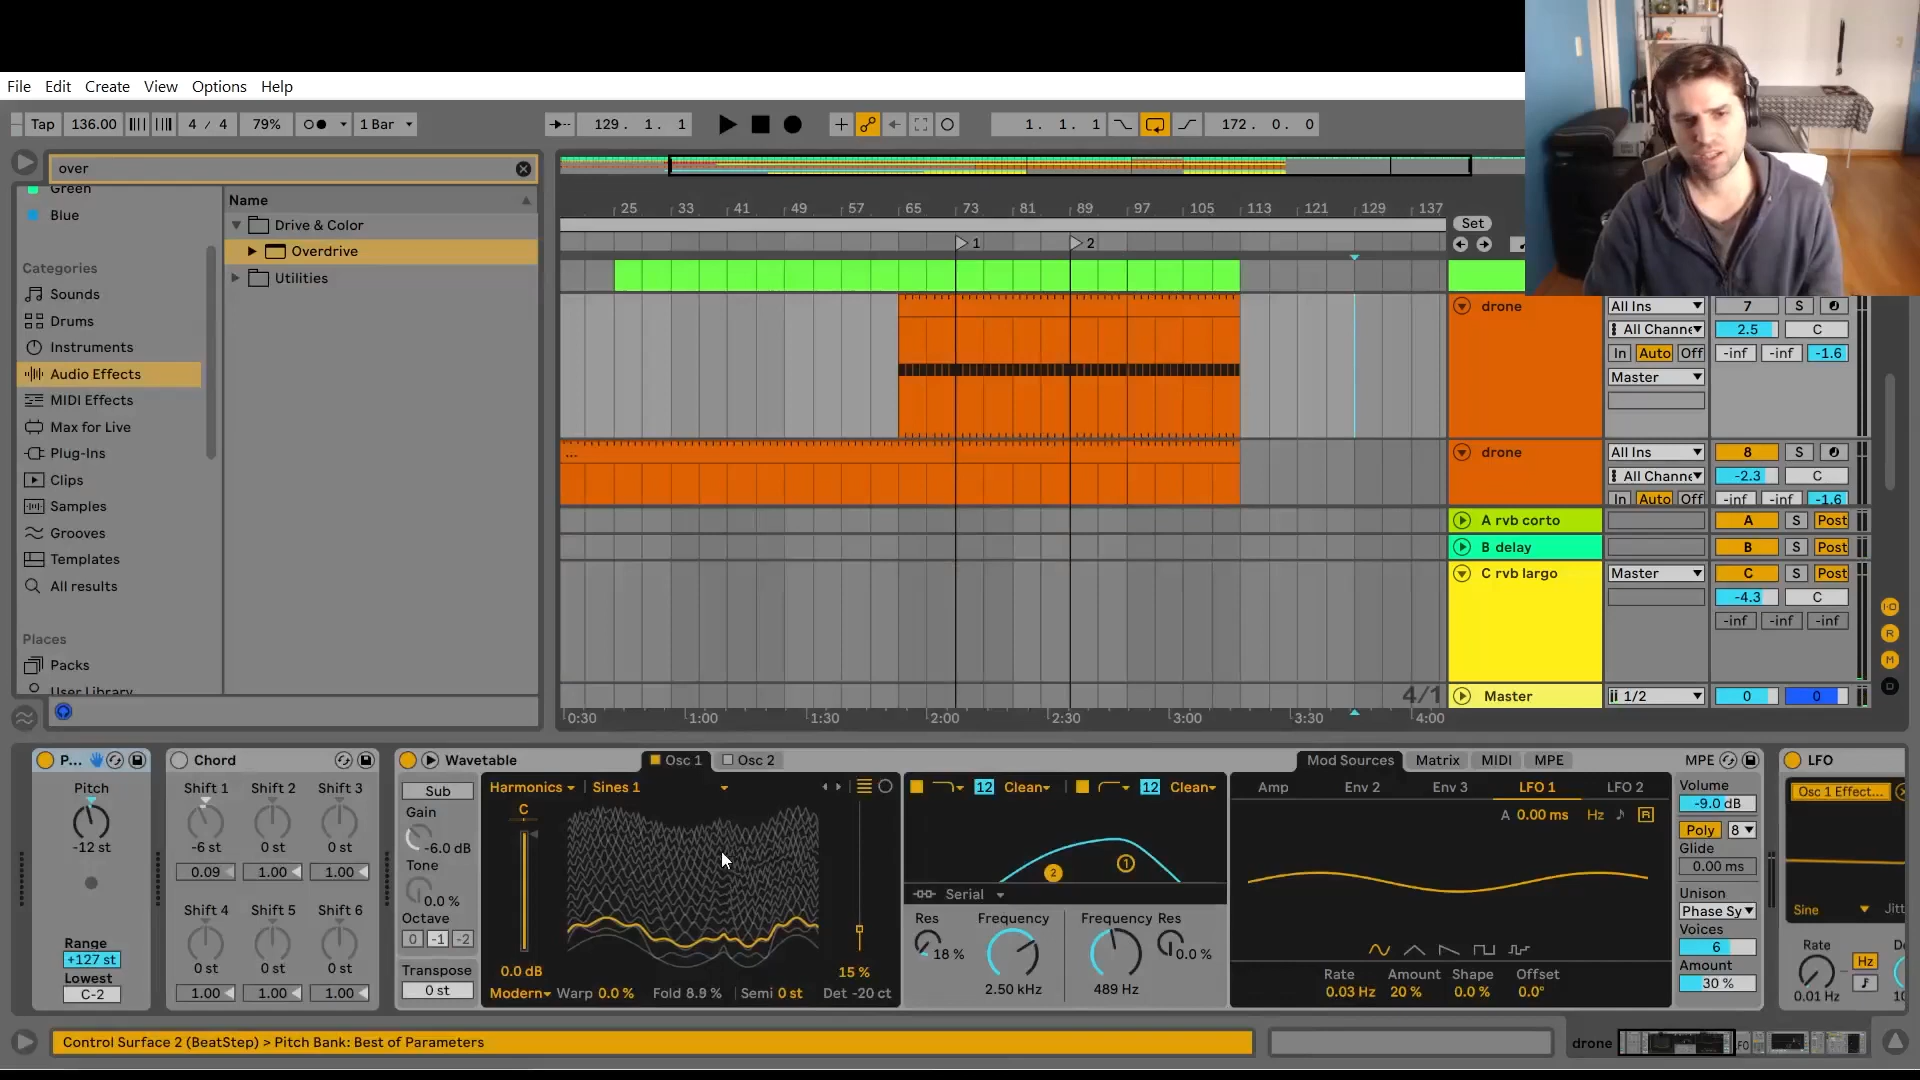 File Edit Create View Options Help
Tap 136.00 4 / 4 79% 1 Bar 129. 1. 1 1. 1. 1 172. 0. 0
over
Green
Blue
Categories
Sounds
Drums
Instruments
Audio Effects
MIDI Effects
Max for Live
Plug-Ins
Clips
Samples
Grooves
Templates
All results
Places
Packs
User Library
Name
Drive & Color
Overdrive
Utilities
25 33 41 49 57 65 73 81 89 97 105 113 121 129 137
Set
1 2
drone All Ins 7 S
All Channe 2.5 C
In Auto Off -inf -inf -1.6
Master
...
drone All Ins 8 S
All Channe -2.3 C
In Auto Off -inf -inf -1.6
A rvb corto A S Post
B delay B S Post
C rvb largo Master C S Post
-4.3 C
-inf -inf -inf
4/1 Master 1/2 0 0
0:30 1:00 1:30 2:00 2:30 3:00 3:30 4:00
I·O
R
M
D
P...
Pitch
-12 st
Range
+127 st
Lowest
C-2
Chord
Shift 1 Shift 2 Shift 3
-6 st 0 st 0 st
0.09 1.00 1.00
Shift 4 Shift 5 Shift 6
0 st 0 st 0 st
1.00 1.00 1.00
Wavetable Osc 1 Osc 2
Sub
Gain
-6.0 dB
Tone
0.0 %
Octave
0 -1 -2
Transpose
0 st
Harmonics Sines 1
C
0.0 dB 15 %
Modern Warp 0.0 % Fold 8.9 % Semi 0 st Det -20 ct
12 Clean 12 Clean
2 1
Serial
Res Frequency Frequency Res
18 % 0.0 %
2.50 kHz 489 Hz
Mod Sources Matrix MIDI MPE
Amp Env 2 Env 3 LFO 1 LFO 2
A 0.00 ms Hz R
Rate Amount Shape Offset
0.03 Hz 20 % 0.0 % 0.0°
MPE
Volume
-9.0 dB
Poly 8
Glide
0.00 ms
Unison
Phase Sy
Voices
6
Amount
30 %
LFO
Osc 1 Effect...
Sine Jitt
Rate
Hz
0.01 Hz
Control Surface 2 (BeatStep) > Pitch Bank: Best of Parameters
drone